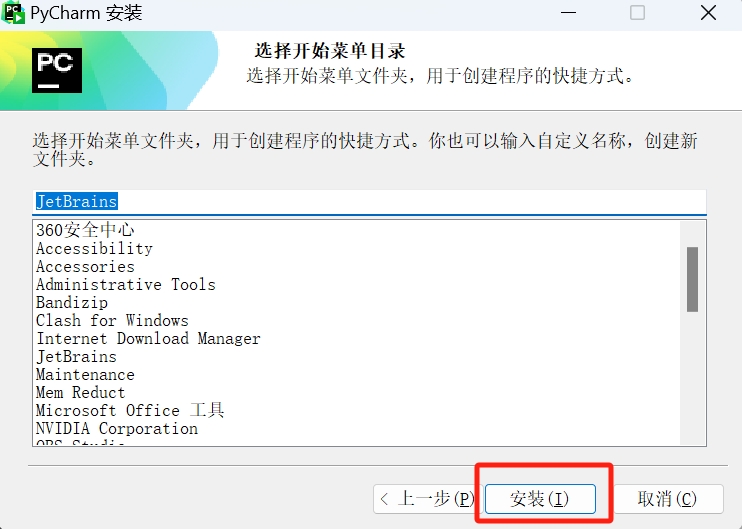 PyCharm 安装
PC
选择开始菜单目录
选择开始菜单文件夹，用于创建程序的快捷方式。
选择开始菜单文件夹，用于创建程序的快捷方式。你也可以输入自定义名称，创建新
文件夹。
JetBrains
360安全中心
Accessibility
Accessories
Administrative Tools
Bandizip
Clash for Windows
Internet Download Manager
JetBrains
Maintenance
Mem Reduct
Microsoft Office 工具
NVIDIA Corporation
< 上一步(P) 安装(I) 取消(C)